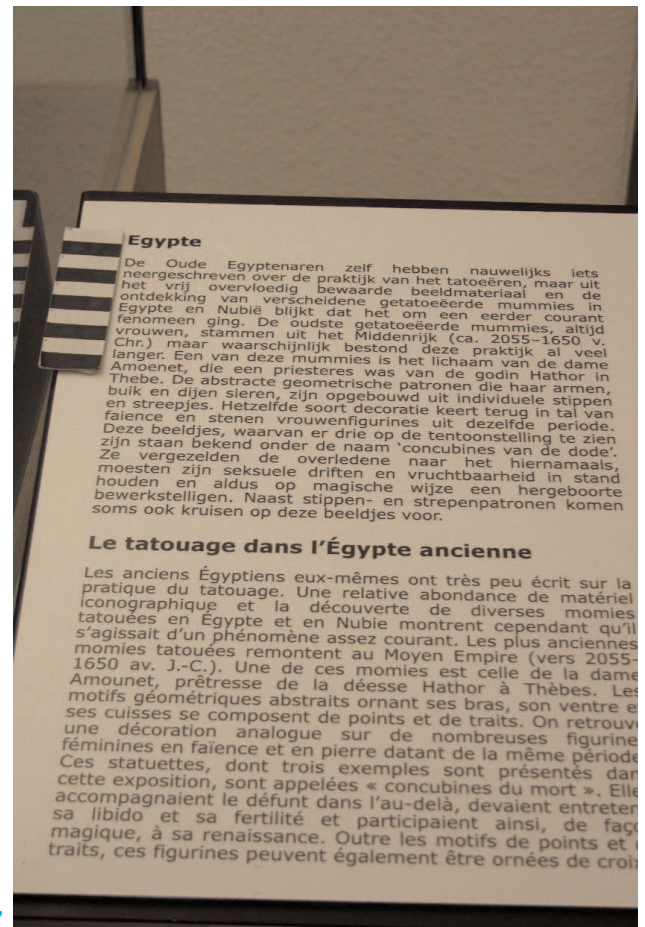 Egypte
De Oude Egyptenaren zelf hebben nauwelijks iets
neergeschreven over de praktijk van het tatoeëren, maar uit
het vrij overvloedig bewaarde beeldmateriaal en de
ontdekking van verscheidene getatoeëerde mummies in
Egypte en Nubië blijkt dat het om een eerder courant
fenomeen ging. De oudste getatoeëerde mummies, altijd
vrouwen, stammen uit het Middenrijk (ca. 2055–1650 v.
Chr.) maar waarschijnlijk bestond deze praktijk al veel
langer. Een van deze mummies is het lichaam van de dame
Amoenet, die een priesteres was van de godin Hathor in
Thebe. De abstracte geometrische patronen die haar armen,
buik en dijen sieren, zijn opgebouwd uit individuele stippen
en streepjes. Hetzelfde soort decoratie keert terug in tal van
faience en stenen vrouwenfigurines uit dezelfde periode.
Deze beeldjes, waarvan er drie op de tentoonstelling te zien
zijn staan bekend onder de naam ‘concubines van de dode’.
Ze vergezelden de overledene naar het hiernamaals,
moesten zijn seksuele driften en vruchtbaarheid in stand
houden en aldus op magische wijze een hergeboorte
bewerkstelligen. Naast stippen- en strepenpatronen komen
soms ook kruisen op deze beeldjes voor.
Le tatouage dans l’Égypte ancienne
Les anciens Égyptiens eux-mêmes ont très peu écrit sur la
pratique du tatouage. Une relative abondance de matériel
iconographique et la découverte de diverses momies
tatouées en Égypte et en Nubie montrent cependant qu’il
s’agissait d’un phénomène assez courant. Les plus anciennes
momies tatouées remontent au Moyen Empire (vers 2055-
1650 av. J.-C.). Une de ces momies est celle de la dame
Amounet, prêtresse de la déesse Hathor à Thèbes. Les
motifs géométriques abstraits ornant ses bras, son ventre e
ses cuisses se composent de points et de traits. On retrouve
une décoration analogue sur de nombreuses figurine
féminines en faïence et en pierre datant de la même période
Ces statuettes, dont trois exemples sont présentés dan
cette exposition, sont appelées « concubines du mort ». Elle
accompagnaient le défunt dans l’au-delà, devaient entreten
sa libido et sa fertilité et participaient ainsi, de faço
magique, à sa renaissance. Outre les motifs de points et
traits, ces figurines peuvent également être ornées de croix